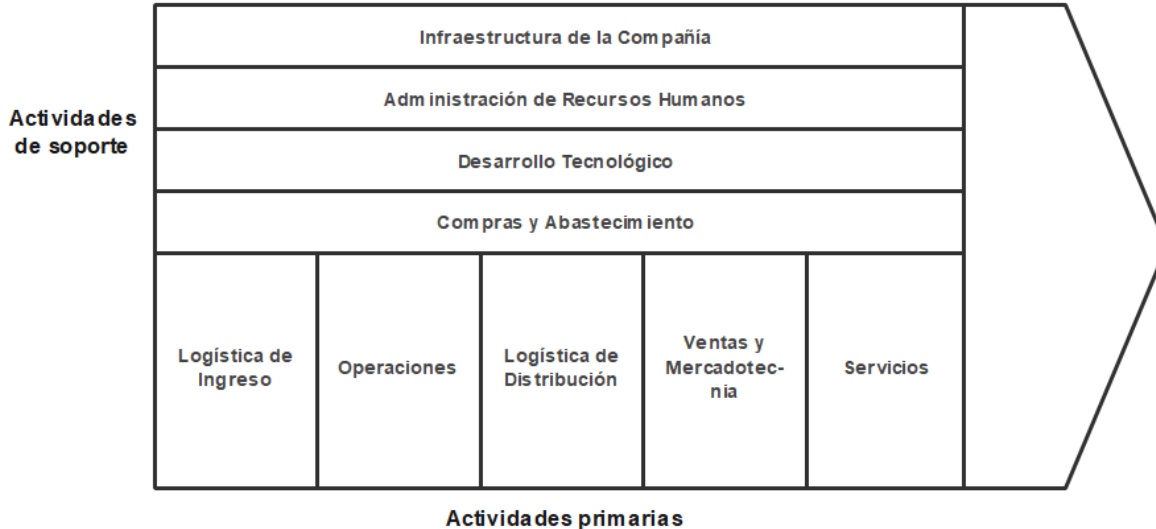 Infraestructura de la Compañía
Administración de Recursos Humanos
Actividades
de soporte
Desarrollo Tecnológico
Compras y Abastecimiento
Logística de
Ingreso
Operaciones
Logística de
Distribución
Ventas y
Mercadotec-
nia
Servicios
Actividades primarias